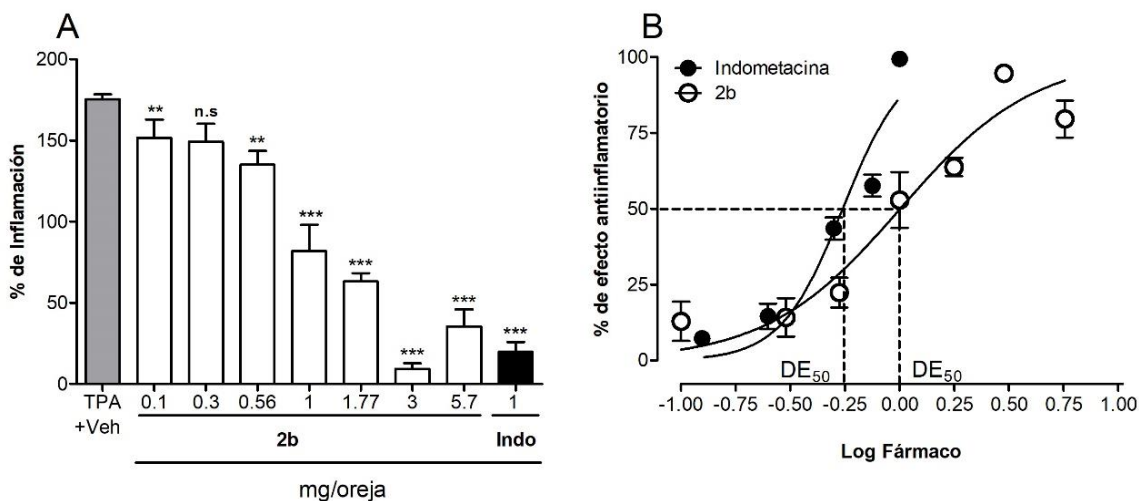 A
% de Inflamación
200
150
100
50
0
**
n.s
**
***
***
***
***
***
TPA
+Veh
0.1 0.3 0.56 1 1.77 3 5.7 1
2b Indo
mg/oreja
B
% de efecto antiinflamatorio
Indometacina
2b
100
75
50
25
0
DE50 DE50
-1.00 -0.75 -0.50 -0.25 0.00 0.25 0.50 0.75 1.00
Log Fármaco